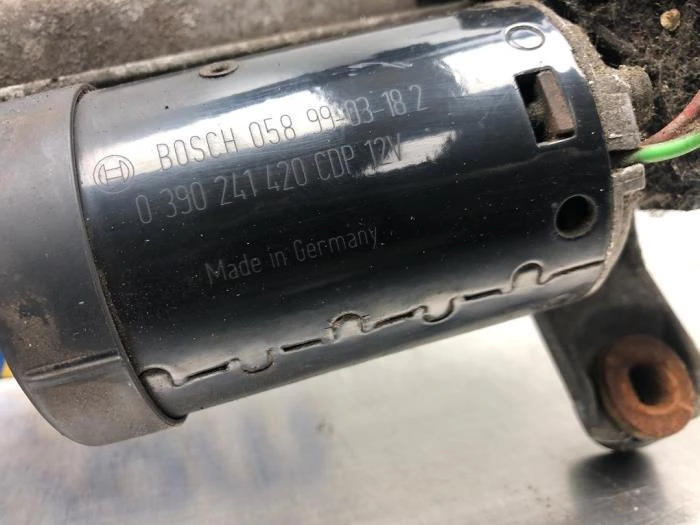 BOSCH 058 99-03-18 2
0 390 241 420 CDP 12V
Made in Germany